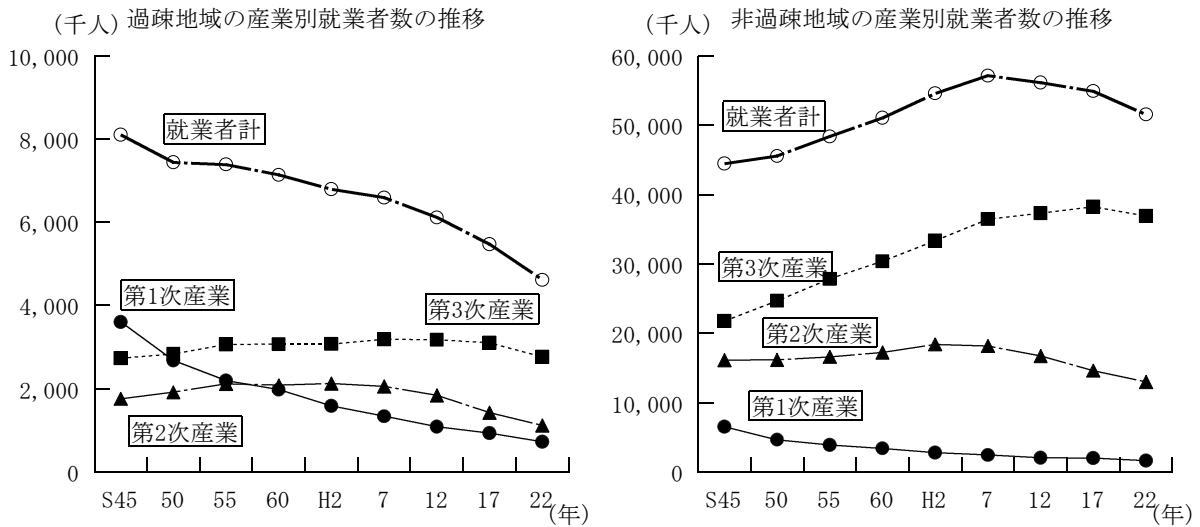 (千人) 過疎地域の産業別就業者数の推移
10,000
8,000
6,000
4,000
2,000
0
就業者計
第1次産業
第3次産業
第2次産業
S45 50 55 60 H2 7 12 17 22 (年)
(千人) 非過疎地域の産業別就業者数の推移
60,000
50,000
40,000
30,000
20,000
10,000
0
就業者計
第3次産業
第2次産業
第1次産業
S45 50 55 60 H2 7 12 17 22 (年)